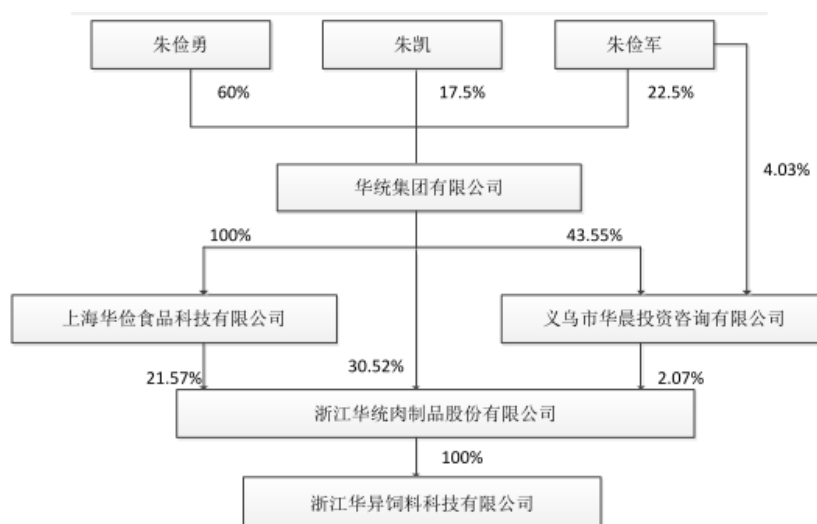 朱俭勇
朱凯
朱俭军
60%
17.5%
22.5%
4.03%
华统集团有限公司
100%
43.55%
上海华俭食品科技有限公司
义乌市华晨投资咨询有限公司
21.57%
30.52%
2.07%
浙江华统肉制品股份有限公司
100%
浙江华异饲料科技有限公司